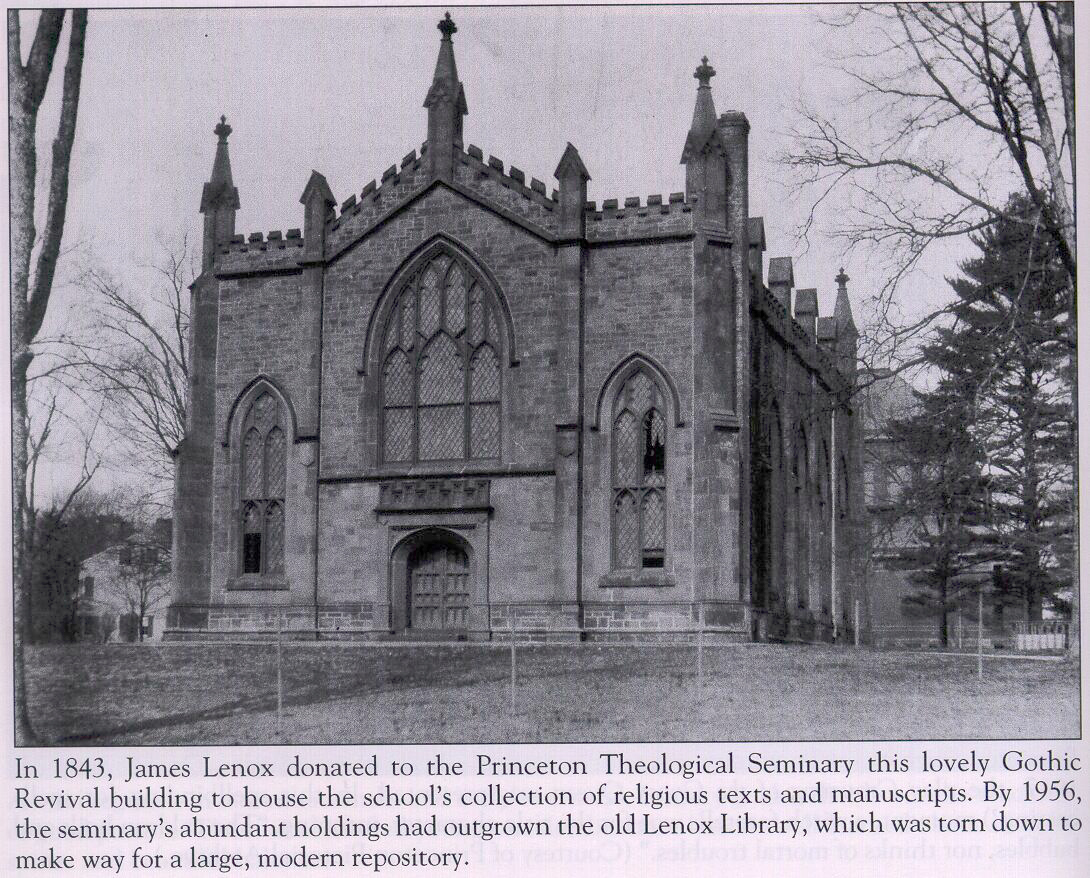 In 1843, James Lenox donated to the Princeton Theological Seminary this lovely Gothic
Revival building to house the school's collection of religious texts and manuscripts. By 1956,
the seminary's abundant holdings had outgrown the old Lenox Library, which was torn down to
make way for a large, modern repository.